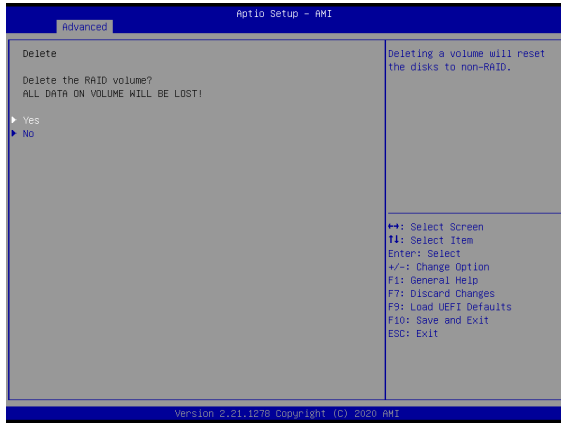 Aptio Setup – AMI
Advanced
Delete
Delete the RAID volume?
ALL DATA ON VOLUME WILL BE LOST!
Yes
No
Deleting a volume will reset
the disks to non-RAID.
↔: Select Screen
↑↓: Select Item
Enter: Select
+/-: Change Option
F1: General Help
F7: Discard Changes
F9: Load UEFI Defaults
F10: Save and Exit
ESC: Exit
Version 2.21.1278 Copyright (C) 2020 AMI